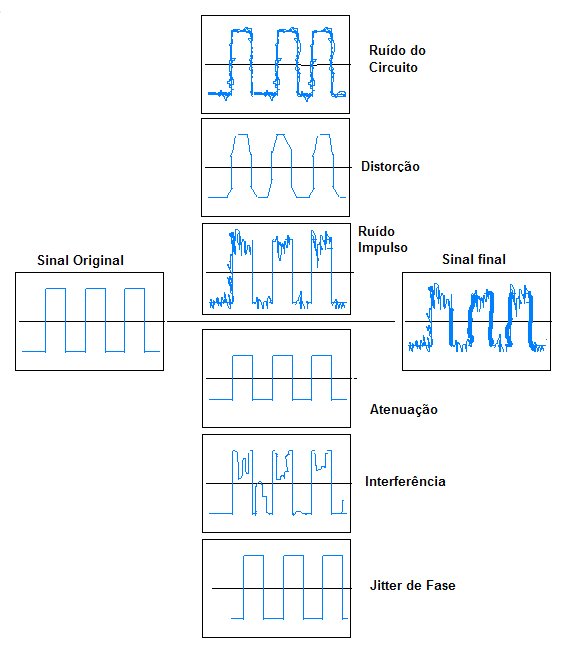 Ruído do
Circuito
Distorção
Ruído
Impulso
Sinal Original
Sinal final
Atenuação
Interferência
Jitter de Fase